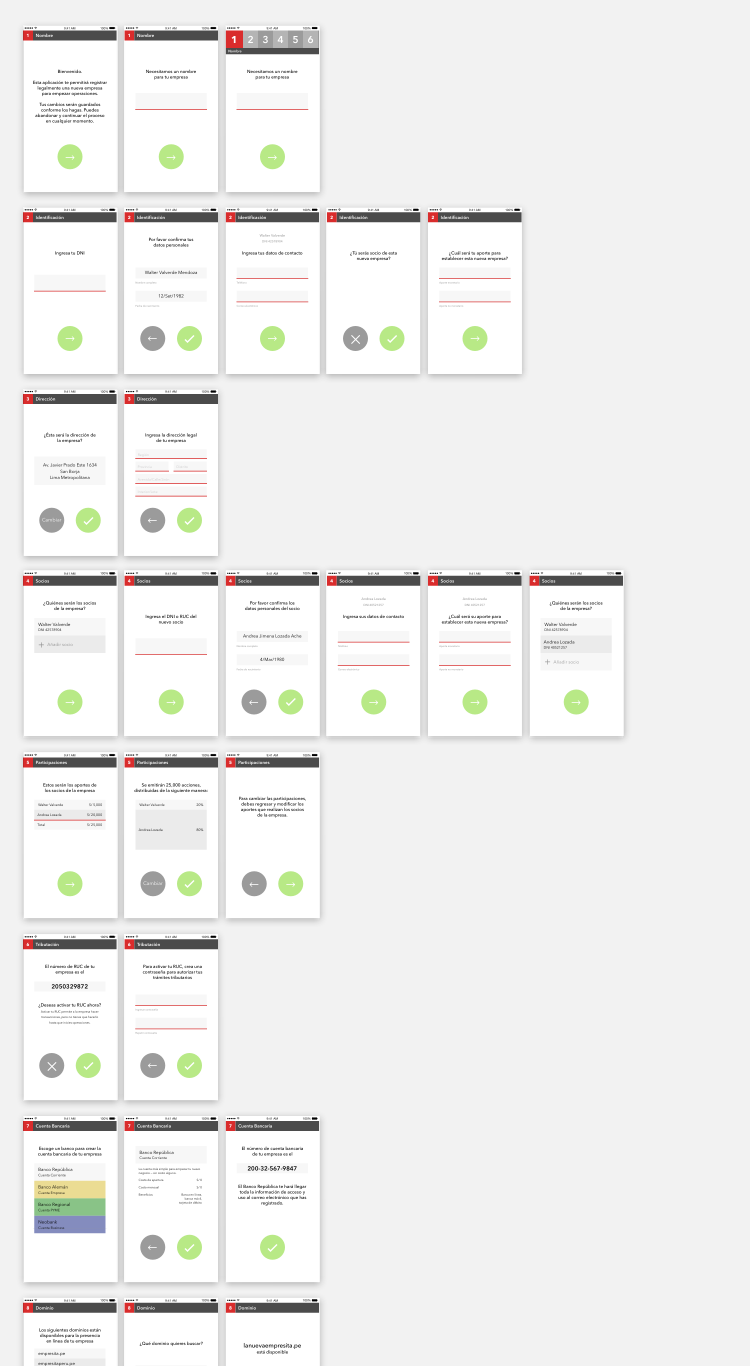 1 Nombre
Bienvenido.
Esta aplicación te permitirá registrar
legalmente una nueva empresa
para empezar operaciones.
Tus cambios serán guardados
conforme los hagas. Puedes
abandonar y continuar el proceso
en cualquier momento.
1 Nombre
Necesitamos un nombre
para tu empresa
1 2 3 4 5 6
Nombre
Necesitamos un nombre
para tu empresa
2 Identificación
Ingresa tu DNI
2 Identificación
Por favor confirma tus
datos personales
Walter Valverde Mendoza
12/Set/1982
2 Identificación
Walter Valverde
Ingresa tus datos de contacto
2 Identificación
¿Tú serás socio de esta
nueva empresa?
2 Identificación
¿Cuál será tu aporte para
establecer esta nueva empresa?
3 Dirección
¿Ésta será la dirección de
la empresa?
Av. Javier Prado Este 1634
San Borja
Lima Metropolitana
Cambiar
3 Dirección
Ingresa la dirección legal
de tu empresa
4 Socios
¿Quiénes serán los socios
de la empresa?
Walter Valverde
+ Añadir socio
4 Socios
Ingresa el DNI o RUC del
nuevo socio
4 Socios
Por favor confirma los
datos personales del socio
Andrea Jimena Lozada Ache
4/Mar/1980
4 Socios
Andrea Lozada
Ingresa sus datos de contacto
4 Socios
Andrea Lozada
¿Cuál será su aporte para
establecer esta nueva empresa?
4 Socios
¿Quiénes serán los socios
de la empresa?
Walter Valverde
Andrea Lozada
+ Añadir socio
5 Participaciones
Estos serán los aportes de
los socios de la empresa
Walter Valverde S/ 5,000
Andrea Lozada S/ 20,000
Total S/ 25,000
5 Participaciones
Se emitirán 25,000 acciones,
distribuidas de la siguiente manera:
Walter Valverde 20%
Andrea Lozada 80%
Cambiar
5 Participaciones
Para cambiar las participaciones,
debes regresar y modificar los
aportes que realizan los socios
de la empresa.
6 Tributación
El número de RUC de tu
empresa es el
2050329872
¿Deseas activar tu RUC ahora?
6 Tributación
Para activar tu RUC, crea una
contraseña para autorizar tus
trámites tributarios
7 Cuenta Bancaria
Escoge un banco para crear la
cuenta bancaria de tu empresa
Banco República
Cuenta Corriente
Banco Alemán
Cuenta Empresa
Banco Regional
Cuenta PYME
Neobank
Cuenta Business
7 Cuenta Bancaria
Banco República
Cuenta Corriente
7 Cuenta Bancaria
El número de cuenta bancaria
de tu empresa es el
200-32-567-9847
El Banco República te hará llegar
toda la información de acceso y
uso al correo electrónico que has
registrado.
8 Dominio
Los siguientes dominios están
disponibles para la presencia
en línea de tu empresa
empresita.pe
empresitaperu.pe
8 Dominio
¿Qué dominio quieres buscar?
8 Dominio
lanuevaempresita.pe
está disponible